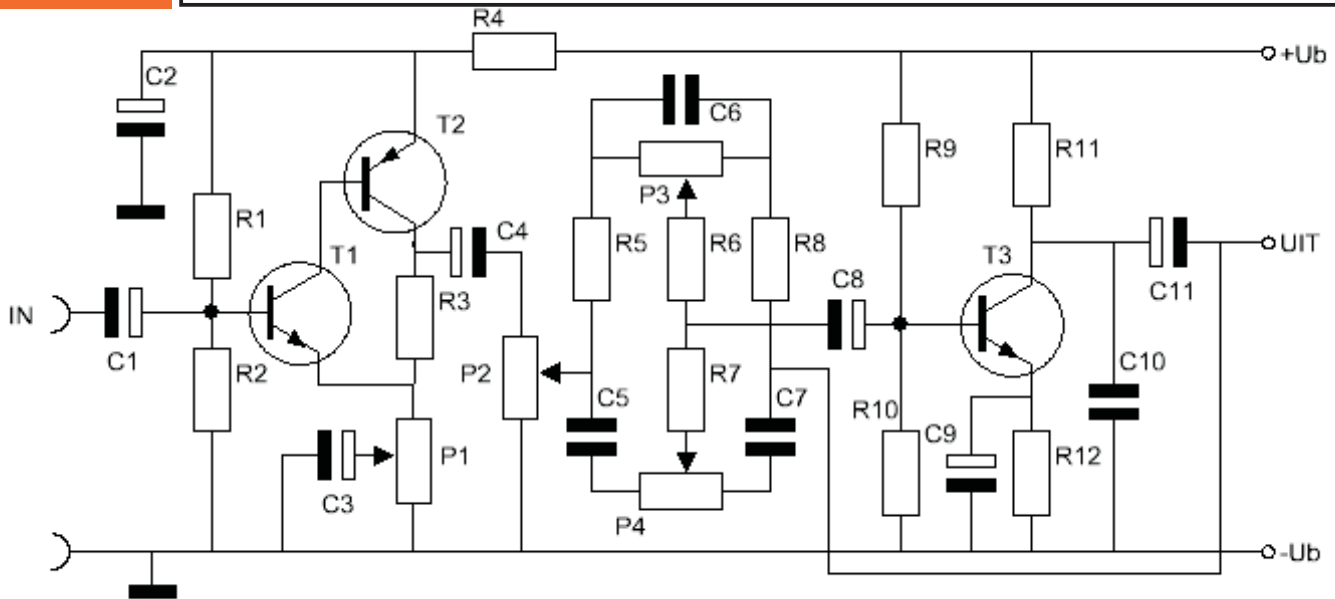 R4
+Ub
C2
C6
T2
R9
R11
P3
R1
C4
R5
R6
R8
T1
T3
UIT
C8
R3
C11
IN
C1
R2
P2
R7
C10
C5
C7
R10
C9
R12
P1
C3
P4
-Ub